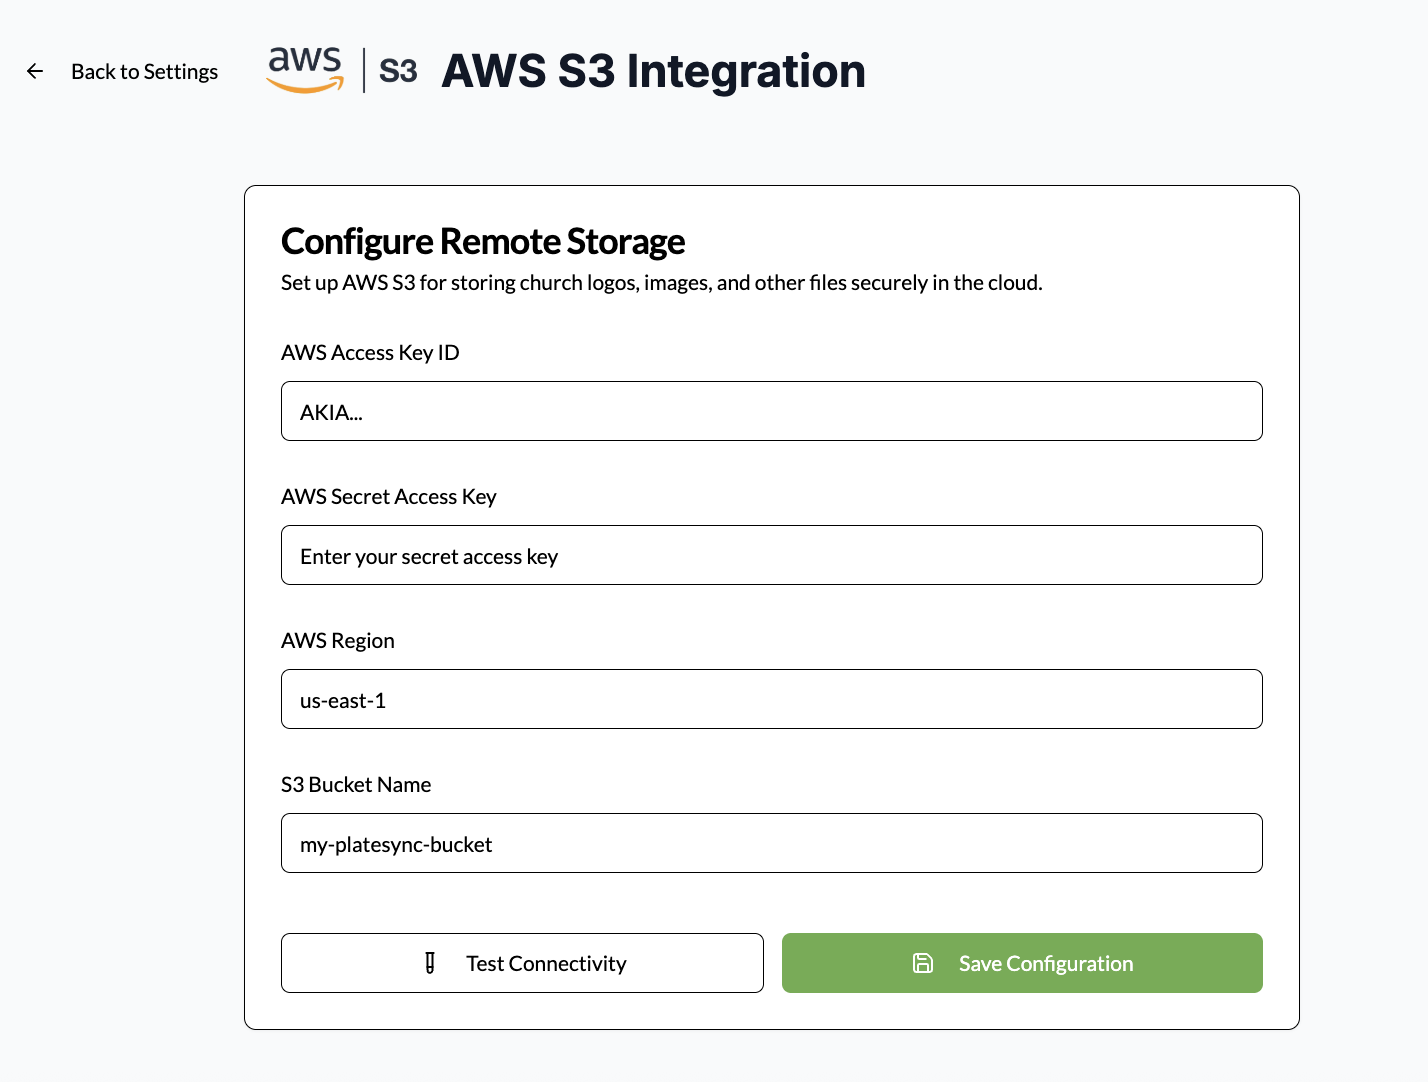 Back to Settings
aws | S3
AWS S3 Integration
Configure Remote Storage
Set up AWS S3 for storing church logos, images, and other files securely in the cloud.
AWS Access Key ID
AKIA...
AWS Secret Access Key
Enter your secret access key
AWS Region
us-east-1
S3 Bucket Name
my-platesync-bucket
Test Connectivity
Save Configuration